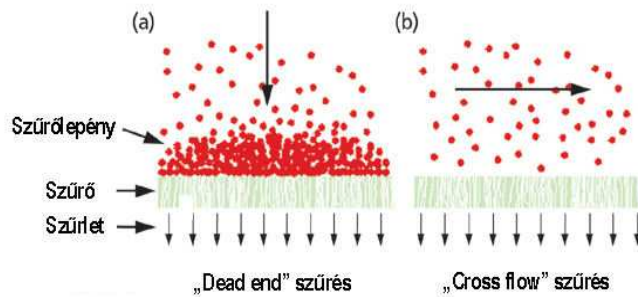 (a)
(b)
Szűrőlepény
Szűrő
Szűrlet
„Dead end” szűrés
„Cross flow” szűrés